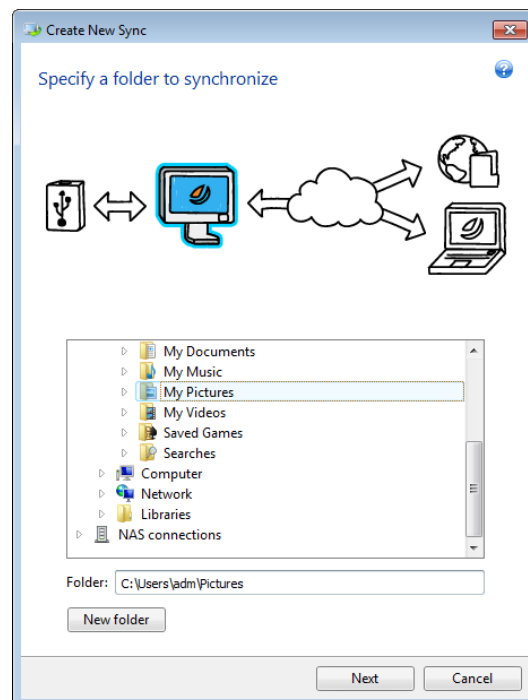 Create New Sync
Specify a folder to synchronize
My Documents
My Music
My Pictures
My Videos
Saved Games
Searches
Computer
Network
Libraries
NAS connections
Folder: C:\Users\adm\Pictures
New folder
Next Cancel